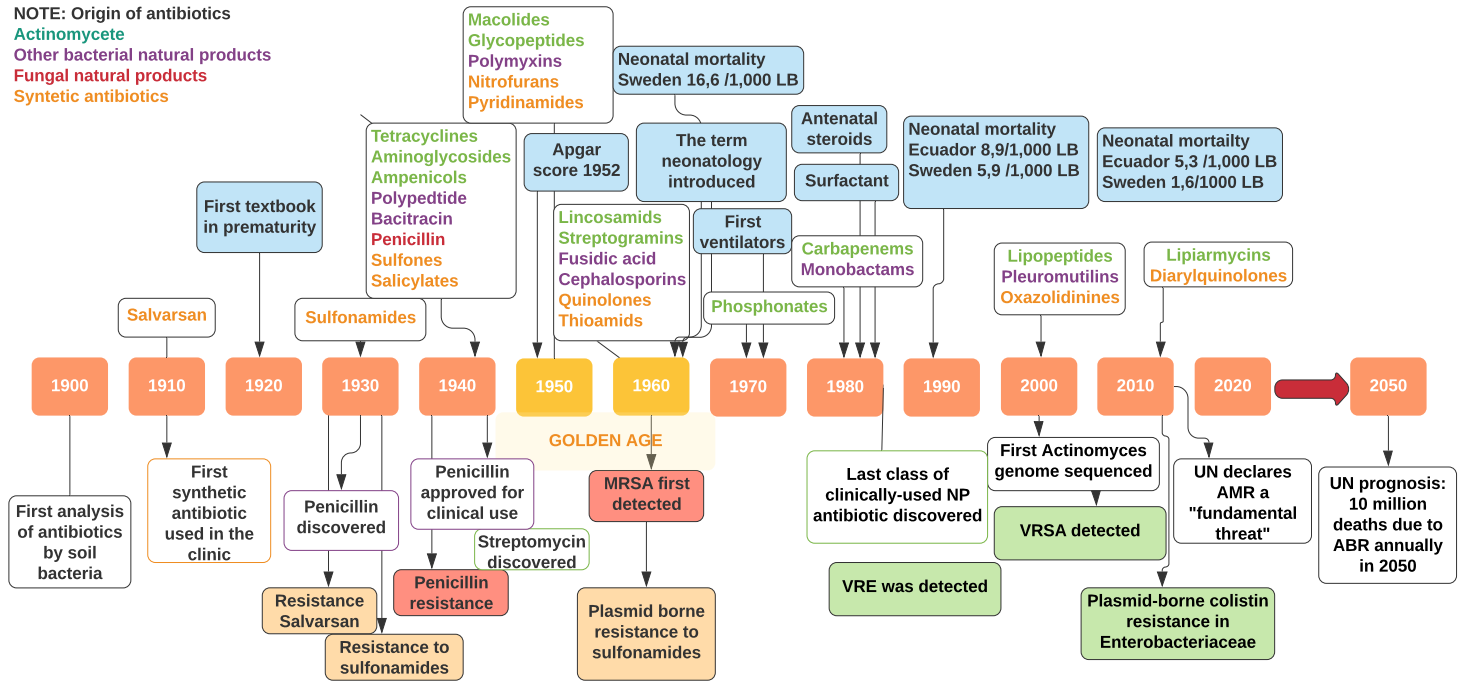 NOTE: Origin of antibiotics
Actinomycete
Other bacterial natural products
Fungal natural products
Syntetic antibiotics
Macolides
Glycopeptides
Polymyxins
Nitrofurans
Pyridinamides
Neonatal mortality
Sweden 16,6 /1,000 LB
Tetracyclines
Aminoglycosides
Ampenicols
Polypedtide
Bacitracin
Penicillin
Sulfones
Salicylates
Apgar
score 1952
The term
neonatology
introduced
Antenatal
steroids
Surfactant
Neonatal mortality
Ecuador 8,9/1,000 LB
Sweden 5,9 /1,000 LB
Neonatal mortailty
Ecuador 5,3 /1,000 LB
Sweden 1,6/1000 LB
First textbook
in prematurity
Lincosamids
Streptogramins
Fusidic acid
Cephalosporins
Quinolones
Thioamids
First
ventilators
Carbapenems
Monobactams
Lipopeptides
Pleuromutilins
Oxazolidinines
Lipiarmycins
Diarylquinolones
Salvarsan
Sulfonamides
Phosphonates
1900
1910
1920
1930
1940
1950
1960
1970
1980
1990
2000
2010
2020
2050
GOLDEN AGE
First analysis
of antibiotics
by soil
bacteria
First
synthetic
antibiotic
used in the
clinic
Penicillin
discovered
Penicillin
approved for
clinical use
Streptomycin
discovered
MRSA first
detected
Last class of
clinically-used NP
antibiotic discovered
First Actinomyces
genome sequenced
VRSA detected
UN declares
AMR a
"fundamental
threat"
UN prognosis:
10 million
deaths due to
ABR annually
in 2050
Resistance
Salvarsan
Resistance to
sulfonamides
Penicillin
resistance
Plasmid borne
resistance to
sulfonamides
VRE was detected
Plasmid-borne colistin
resistance in
Enterobacteriaceae